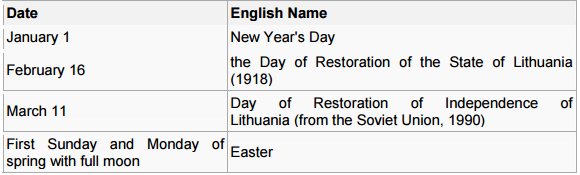 Date English Name
January 1 New Year's Day
February 16 the Day of Restoration of the State of Lithuania
(1918)
March 11 Day of Restoration of Independence of
Lithuania (from the Soviet Union, 1990)
First Sunday and Monday of
spring with full moon Easter